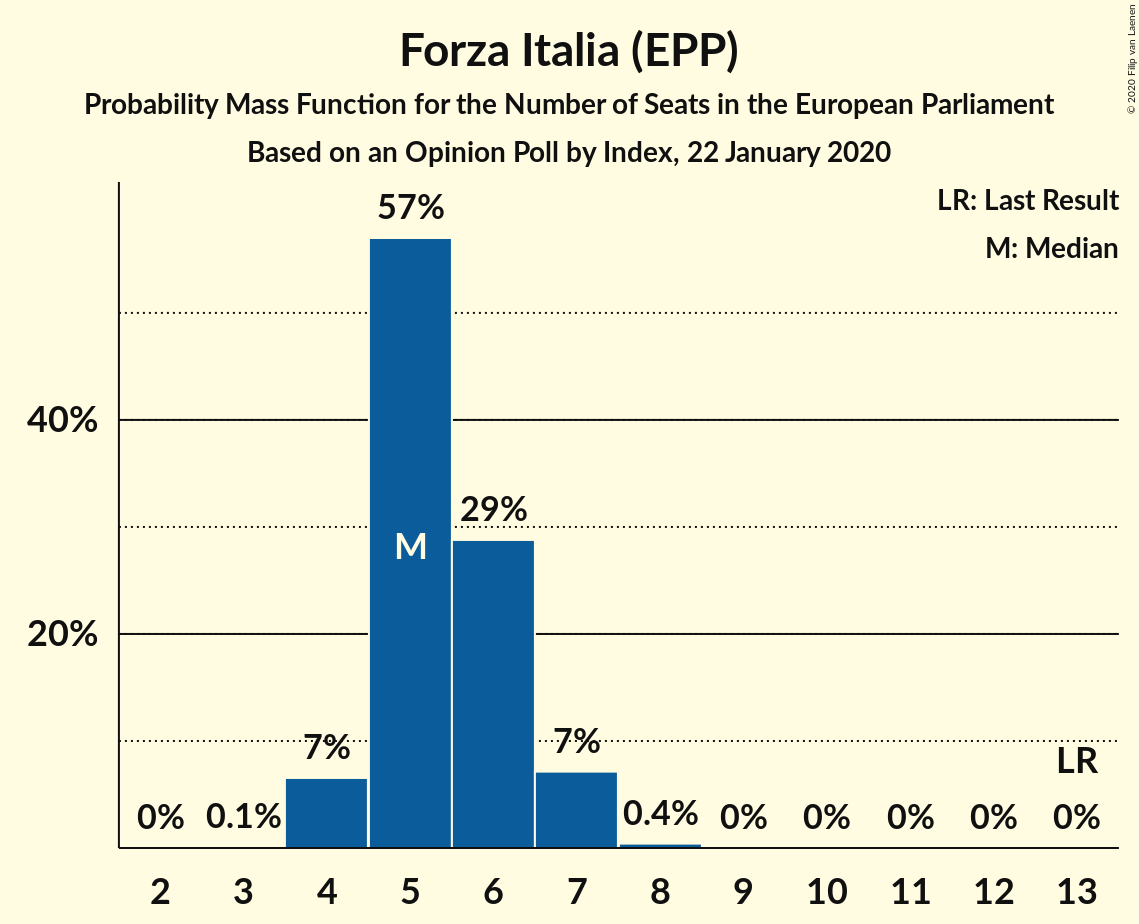 Forza Italia (EPP)
Probability Mass Function for the Number of Seats in the European Parliament
Based on an Opinion Poll by Index, 22 January 2020
© 2020 Filip van Laenen
LR: Last Result
M: Median
57%
40%
29%
M
20%
7%
7%
LR
0% 0.1% 0.4% 0% 0% 0% 0% 0%
2 3 4 5 6 7 8 9 10 11 12 13